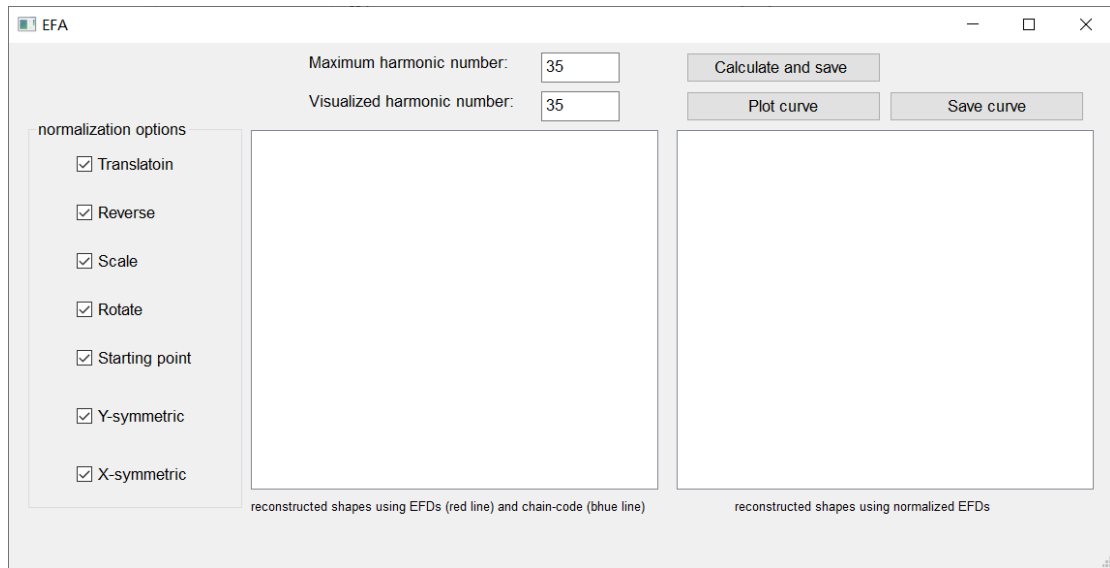 EFA
Maximum harmonic number: 35 Calculate and save
Visualized harmonic number: 35 Plot curve Save curve
normalization options
Translatoin
Reverse
Scale
Rotate
Starting point
Y-symmetric
X-symmetric
reconstructed shapes using EFDs (red line) and chain-code (bhue line) reconstructed shapes using normalized EFDs